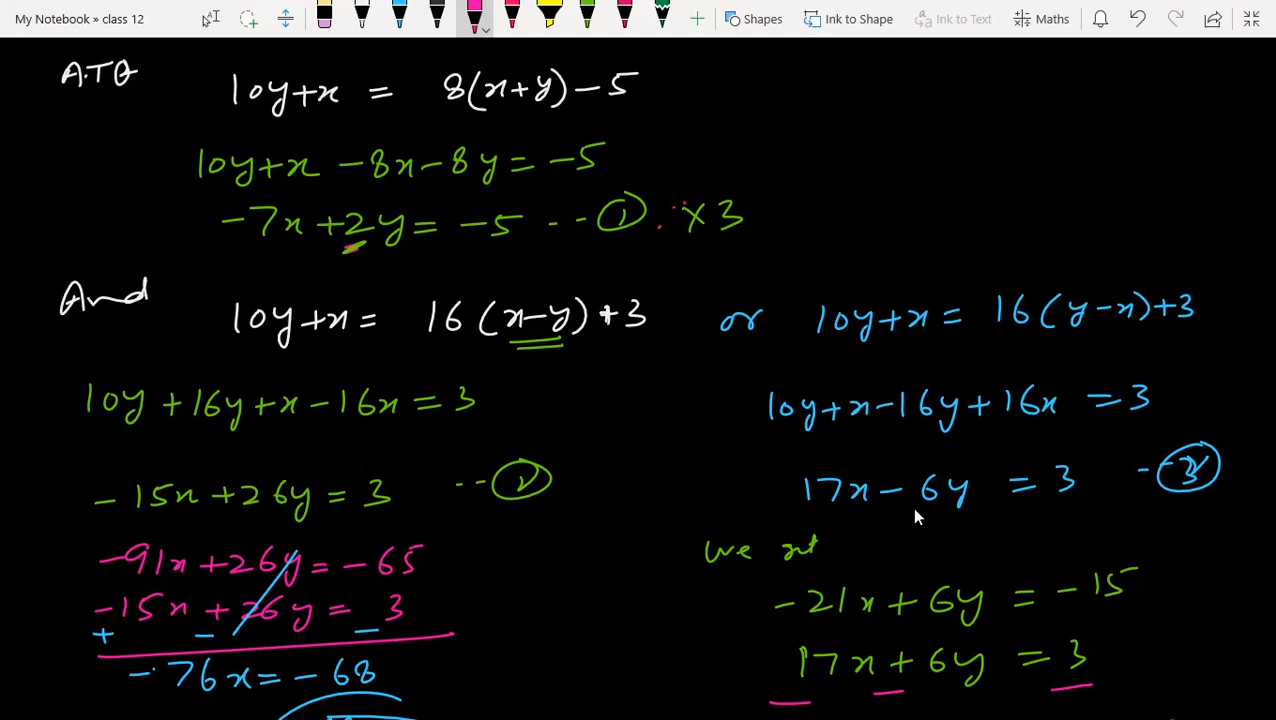 My Notebook » class 12
Shapes Ink to Shape Ink to Text Maths
A.T.Q 10y+x = 8(x+y)-5
10y+x -8x-8y = -5
-7x+2y = -5 -- ① . ×3
And 10y+x = 16(x-y)+3 or 10y+x = 16(y-x)+3
10y+16y+x-16x = 3 10y+x-16y+16x = 3
-15x+26y = 3 -- ② 17x-6y = 3
-91x+26y = -65 we
-15x+26y = 3 -21x+6y = -15
+ - -
-76x = -68 17x+6y = 3